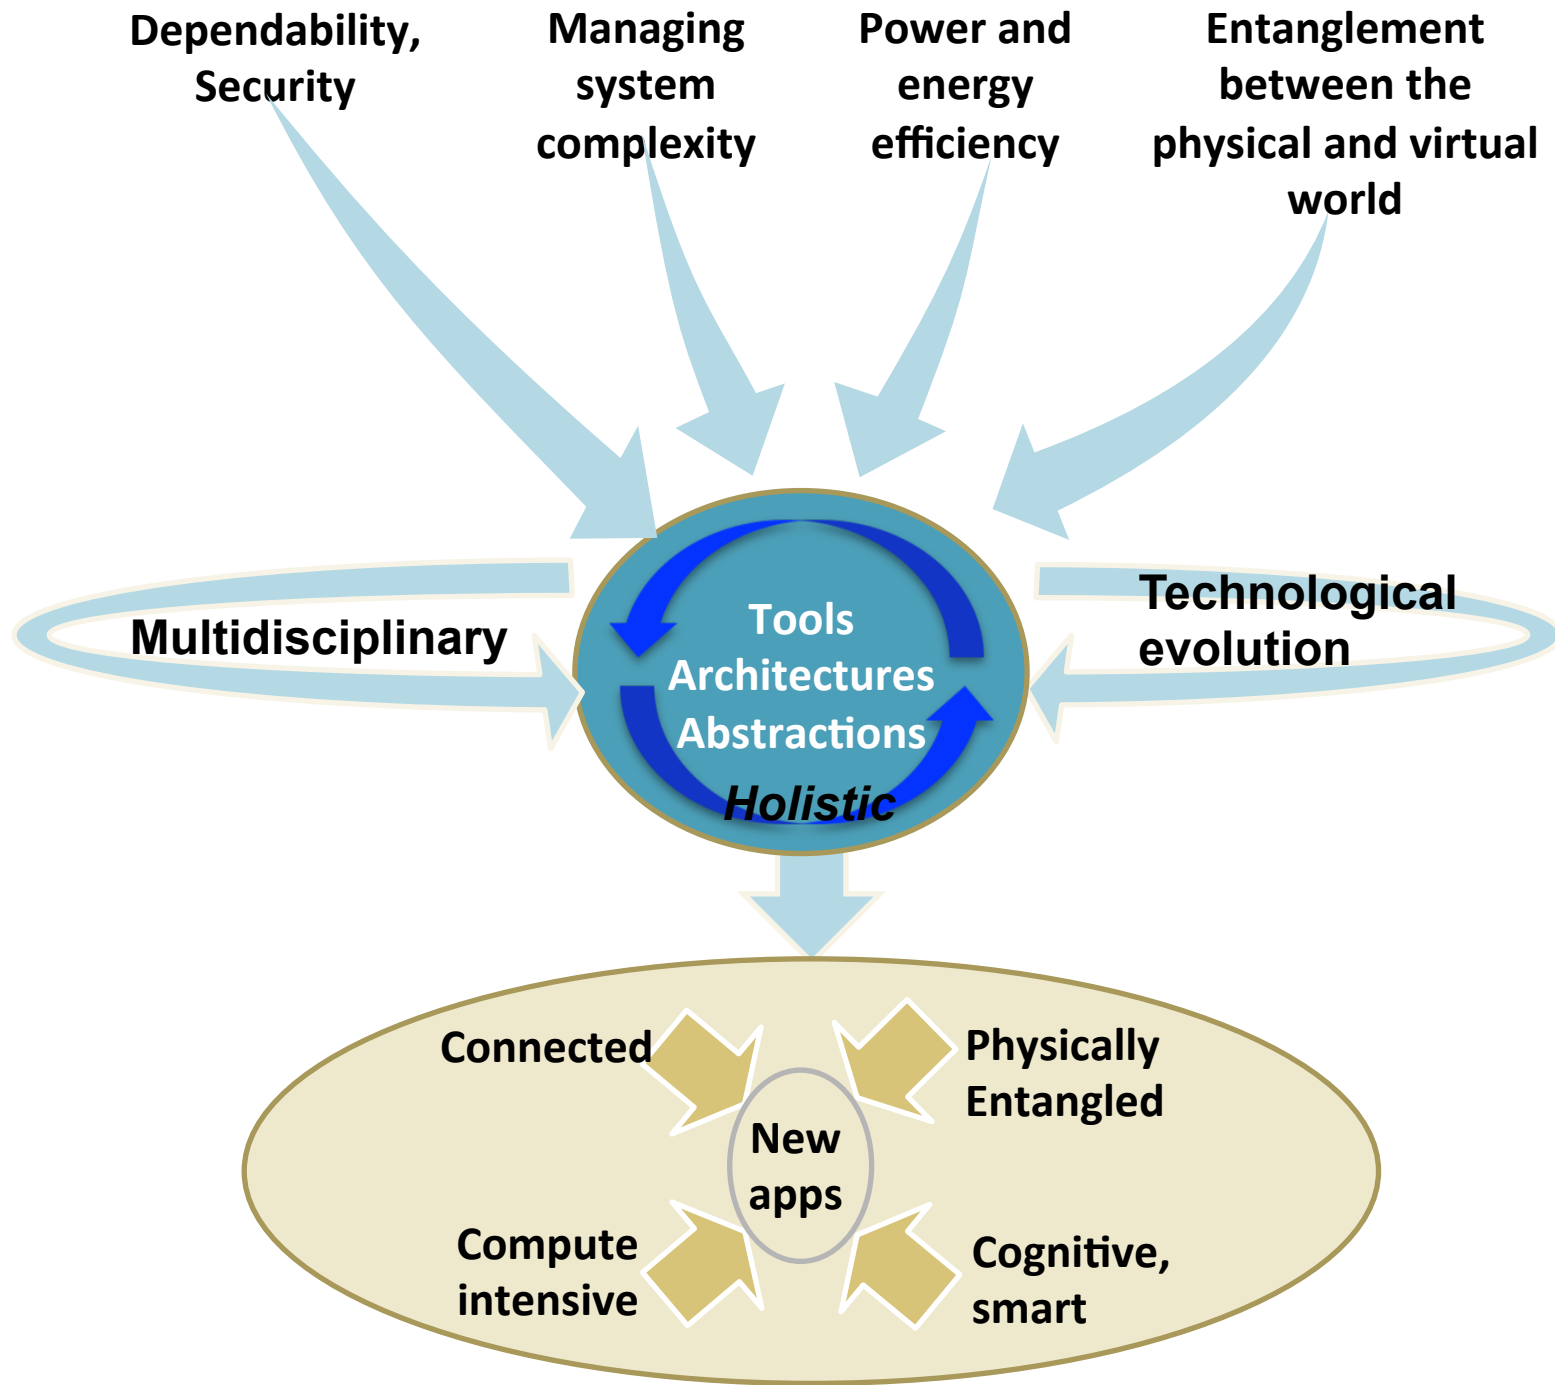 Dependability,
Security
Managing
system
complexity
Power and
energy
efficiency
Entanglement
between the
physical and virtual
world
Multidisciplinary
Tools
Architectures
Abstractions
Holistic
Technological
evolution
Connected
Physically
Entangled
New
apps
Compute
intensive
Cognitive,
smart